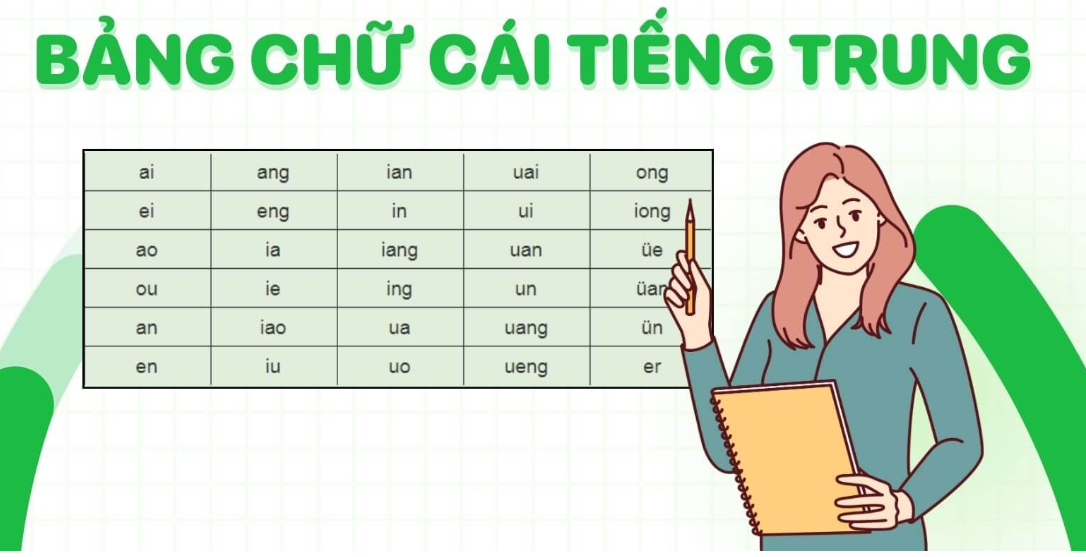 BẢNG CHỮ CÁI TIẾNG TRUNG
ai ang ian uai ong
ei eng in ui iong
ao ia iang uan üe
ou ie ing un üan
an iao ua uang ün
en iu uo ueng er